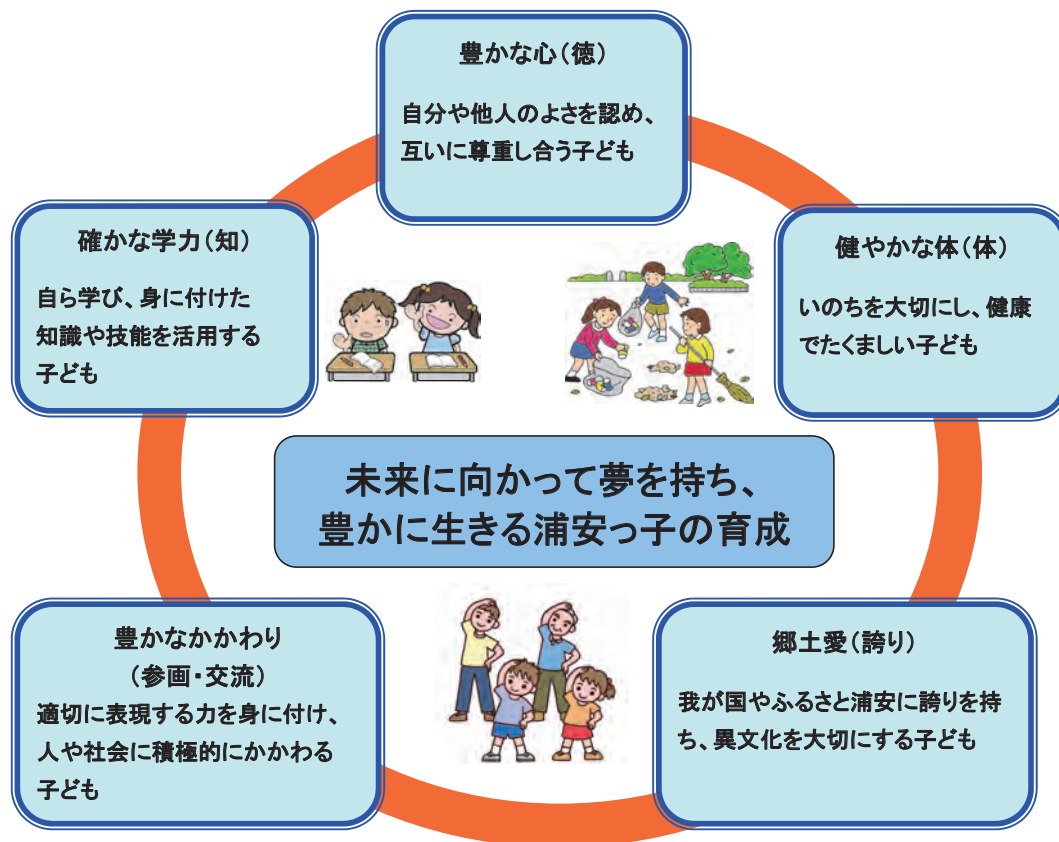 豊かな心(徳)
自分や他人のよさを認め、
互いに尊重し合う子ども
確かな学力(知)
自ら学び、身に付けた
知識や技能を活用する
子ども
健やかな体(体)
いのちを大切にし、健康
でたくましい子ども
未来に向かって夢を持ち、
豊かに生きる浦安っ子の育成
豊かなかかわり
(参画・交流)
適切に表現する力を身に付け、
人や社会に積極的にかかわる
子ども
郷土愛(誇り)
我が国やふるさと浦安に誇りを持
ち、異文化を大切にする子ども